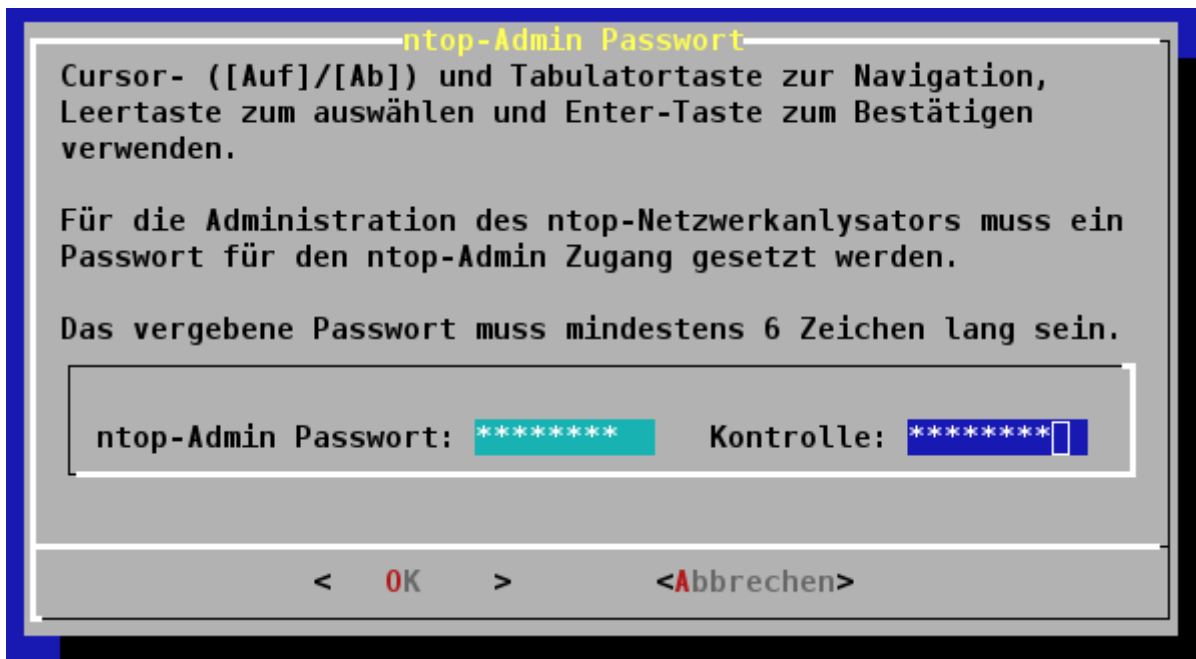 ntop-Admin Passwort
Cursor- ([Auf]/[Ab]) und Tabulatortaste zur Navigation,
Leertaste zum auswählen und Enter-Taste zum Bestätigen
verwenden.
Für die Administration des ntop-Netzwerkanlysators muss ein
Passwort für den ntop-Admin Zugang gesetzt werden.
Das vergebene Passwort muss mindestens 6 Zeichen lang sein.
ntop-Admin Passwort: ******** Kontrolle: ********
< OK > <Abbrechen>